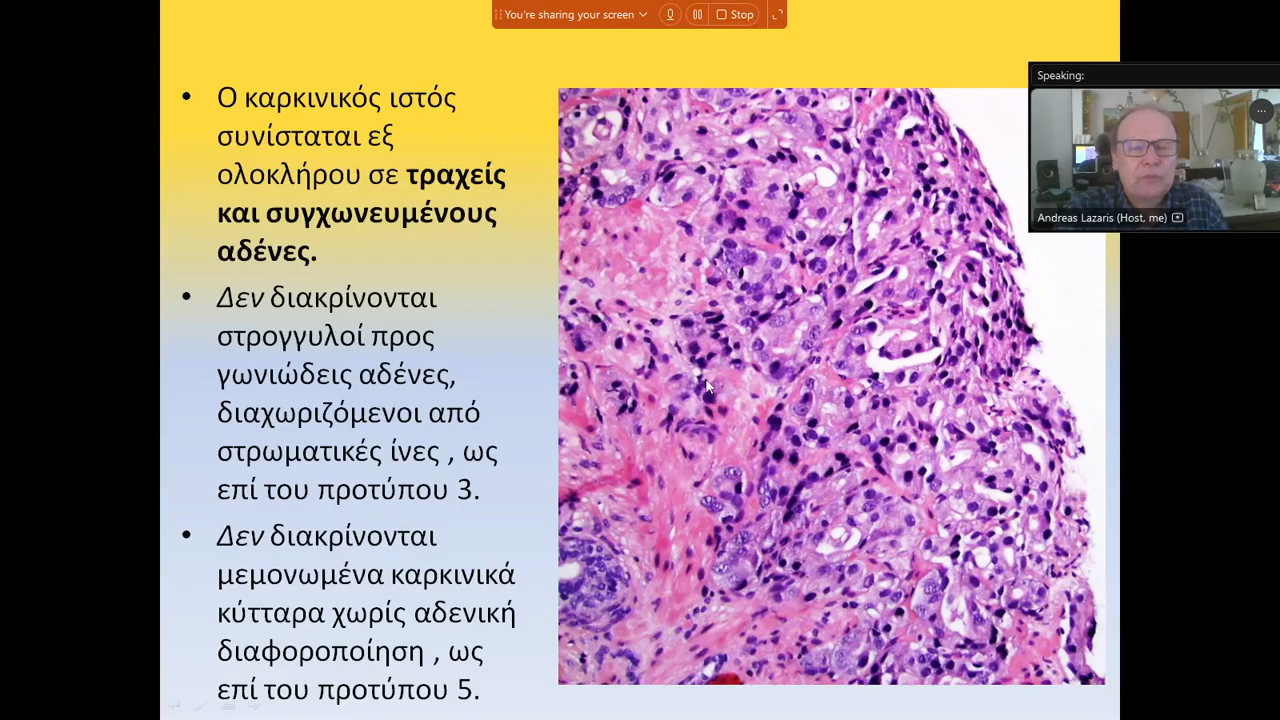 You're sharing your screen
Stop
Speaking:
Andreas Lazaris (Host, me)
• Ο καρκινικός ιστός
συνίσταται εξ
ολοκλήρου σε τραχείς
και συγχωνευμένους
αδένες.
• Δεν διακρίνονται
στρογγυλοί προς
γωνιώδεις αδένες,
διαχωριζόμενοι από
στρωματικές ίνες , ως
επί του προτύπου 3.
• Δεν διακρίνονται
μεμονωμένα καρκινικά
κύτταρα χωρίς αδενική
διαφοροποίηση , ως
επί του προτύπου 5.